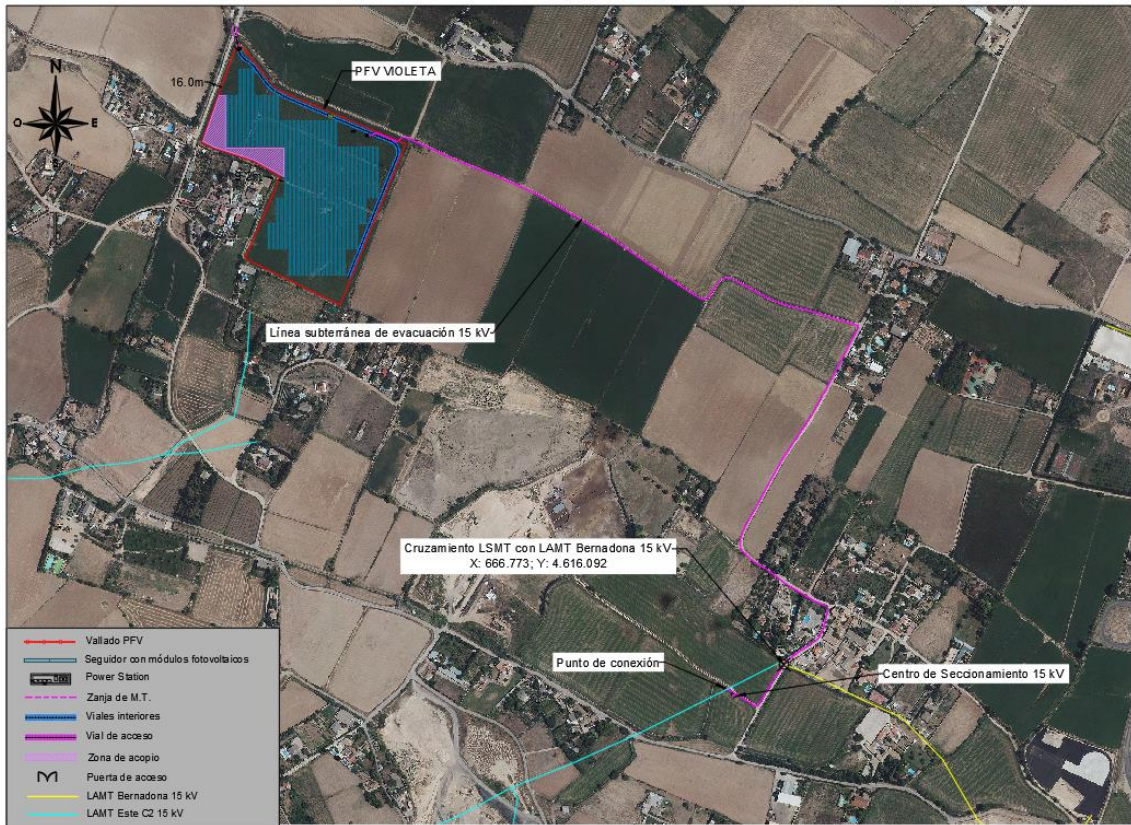 PFV VIOLETA
16.0m
N
O
E
Línea subterránea de evacuación 15 kV
Cruzamiento LSMT con LAMT Bernadona 15 kV
X: 666.773; Y: 4.616.092
Punto de conexión
Centro de Seccionamiento 15 kV
Vallado PFV
Seguidor con módulos fotovoltaicos
Power Station
Zanja de M.T.
Viales interiores
Vial de acceso
Zona de acopio
Puerta de acceso
LAMT Bernadona 15 kV
LAMT Este C2 15 kV